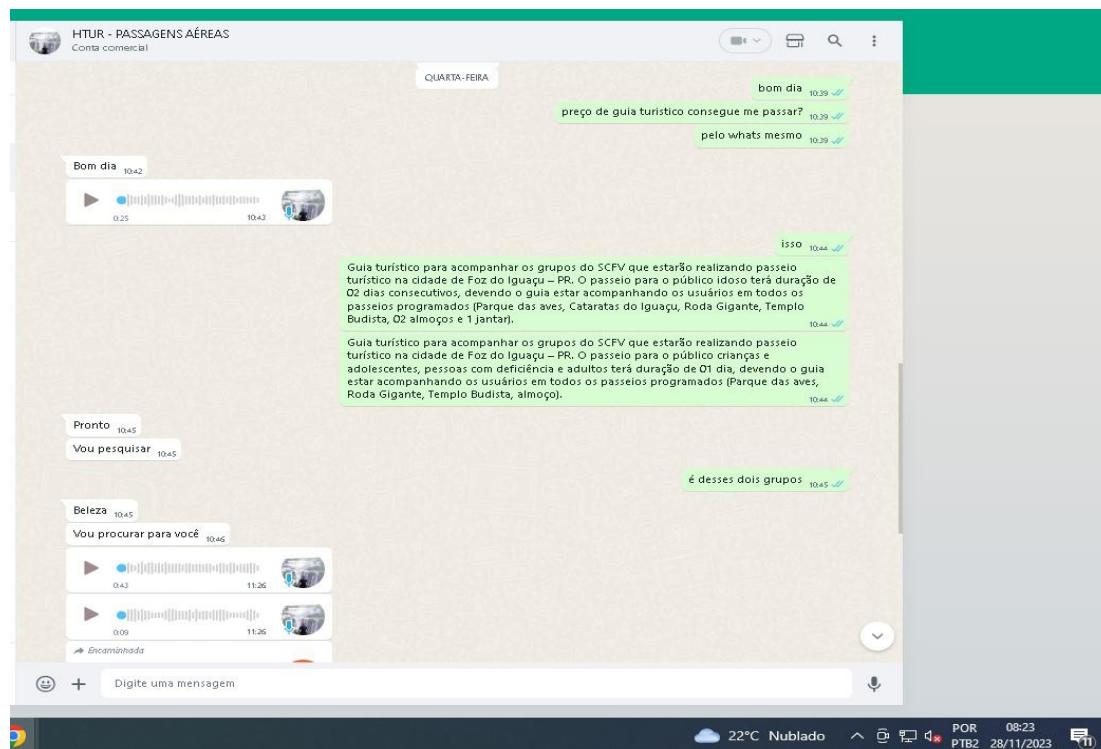 HTUR - PASSAGENS AÉREAS
Conta comercial
QUARTA-FEIRA
bom dia 10:39
preço de guia turistico consegue me passar? 10:39
pelo whats mesmo 10:39
Bom dia 10:42
0:25 10:43
isso 10:44
Guia turístico para acompanhar os grupos do SCFV que estarão realizando passeio
turístico na cidade de Foz do Iguaçu – PR. O passeio para o público idoso terá duração de
02 dias consecutivos, devendo o guia estar acompanhando os usuários em todos os
passeios programados (Parque das aves, Cataratas do Iguaçu, Roda Gigante, Templo
Budista, 02 almoços e 1 jantar).
10:44
Guia turístico para acompanhar os grupos do SCFV que estarão realizando passeio
turístico na cidade de Foz do Iguaçu – PR. O passeio para o público crianças e
adolescentes, pessoas com deficiência e adultos terá duração de 01 dia, devendo o guia
estar acompanhando os usuários em todos os passeios programados (Parque das aves,
Roda Gigante, Templo Budista, almoço).
10:44
Pronto 10:45
Vou pesquisar 10:45
é desses dois grupos 10:45
Beleza 10:45
Vou procurar para você 10:46
0:43 11:26
0:09 11:26
Encaminhada
Digite uma mensagem
22°C Nublado
POR 08:23
PTB2 28/11/2023
11